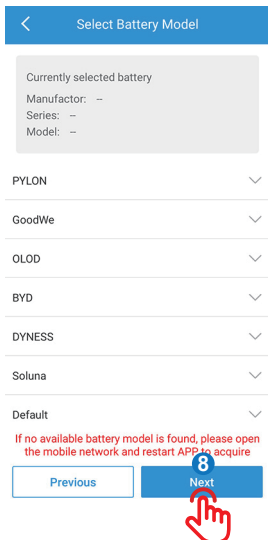 Select Battery Model
Currently selected battery
Manufactor: --
Series: --
Model: --
PYLON
GoodWe
OLOD
BYD
DYNESS
Soluna
Default
If no available battery model is found, please open
the mobile network and restart APP to acquire
8
Previous
Next